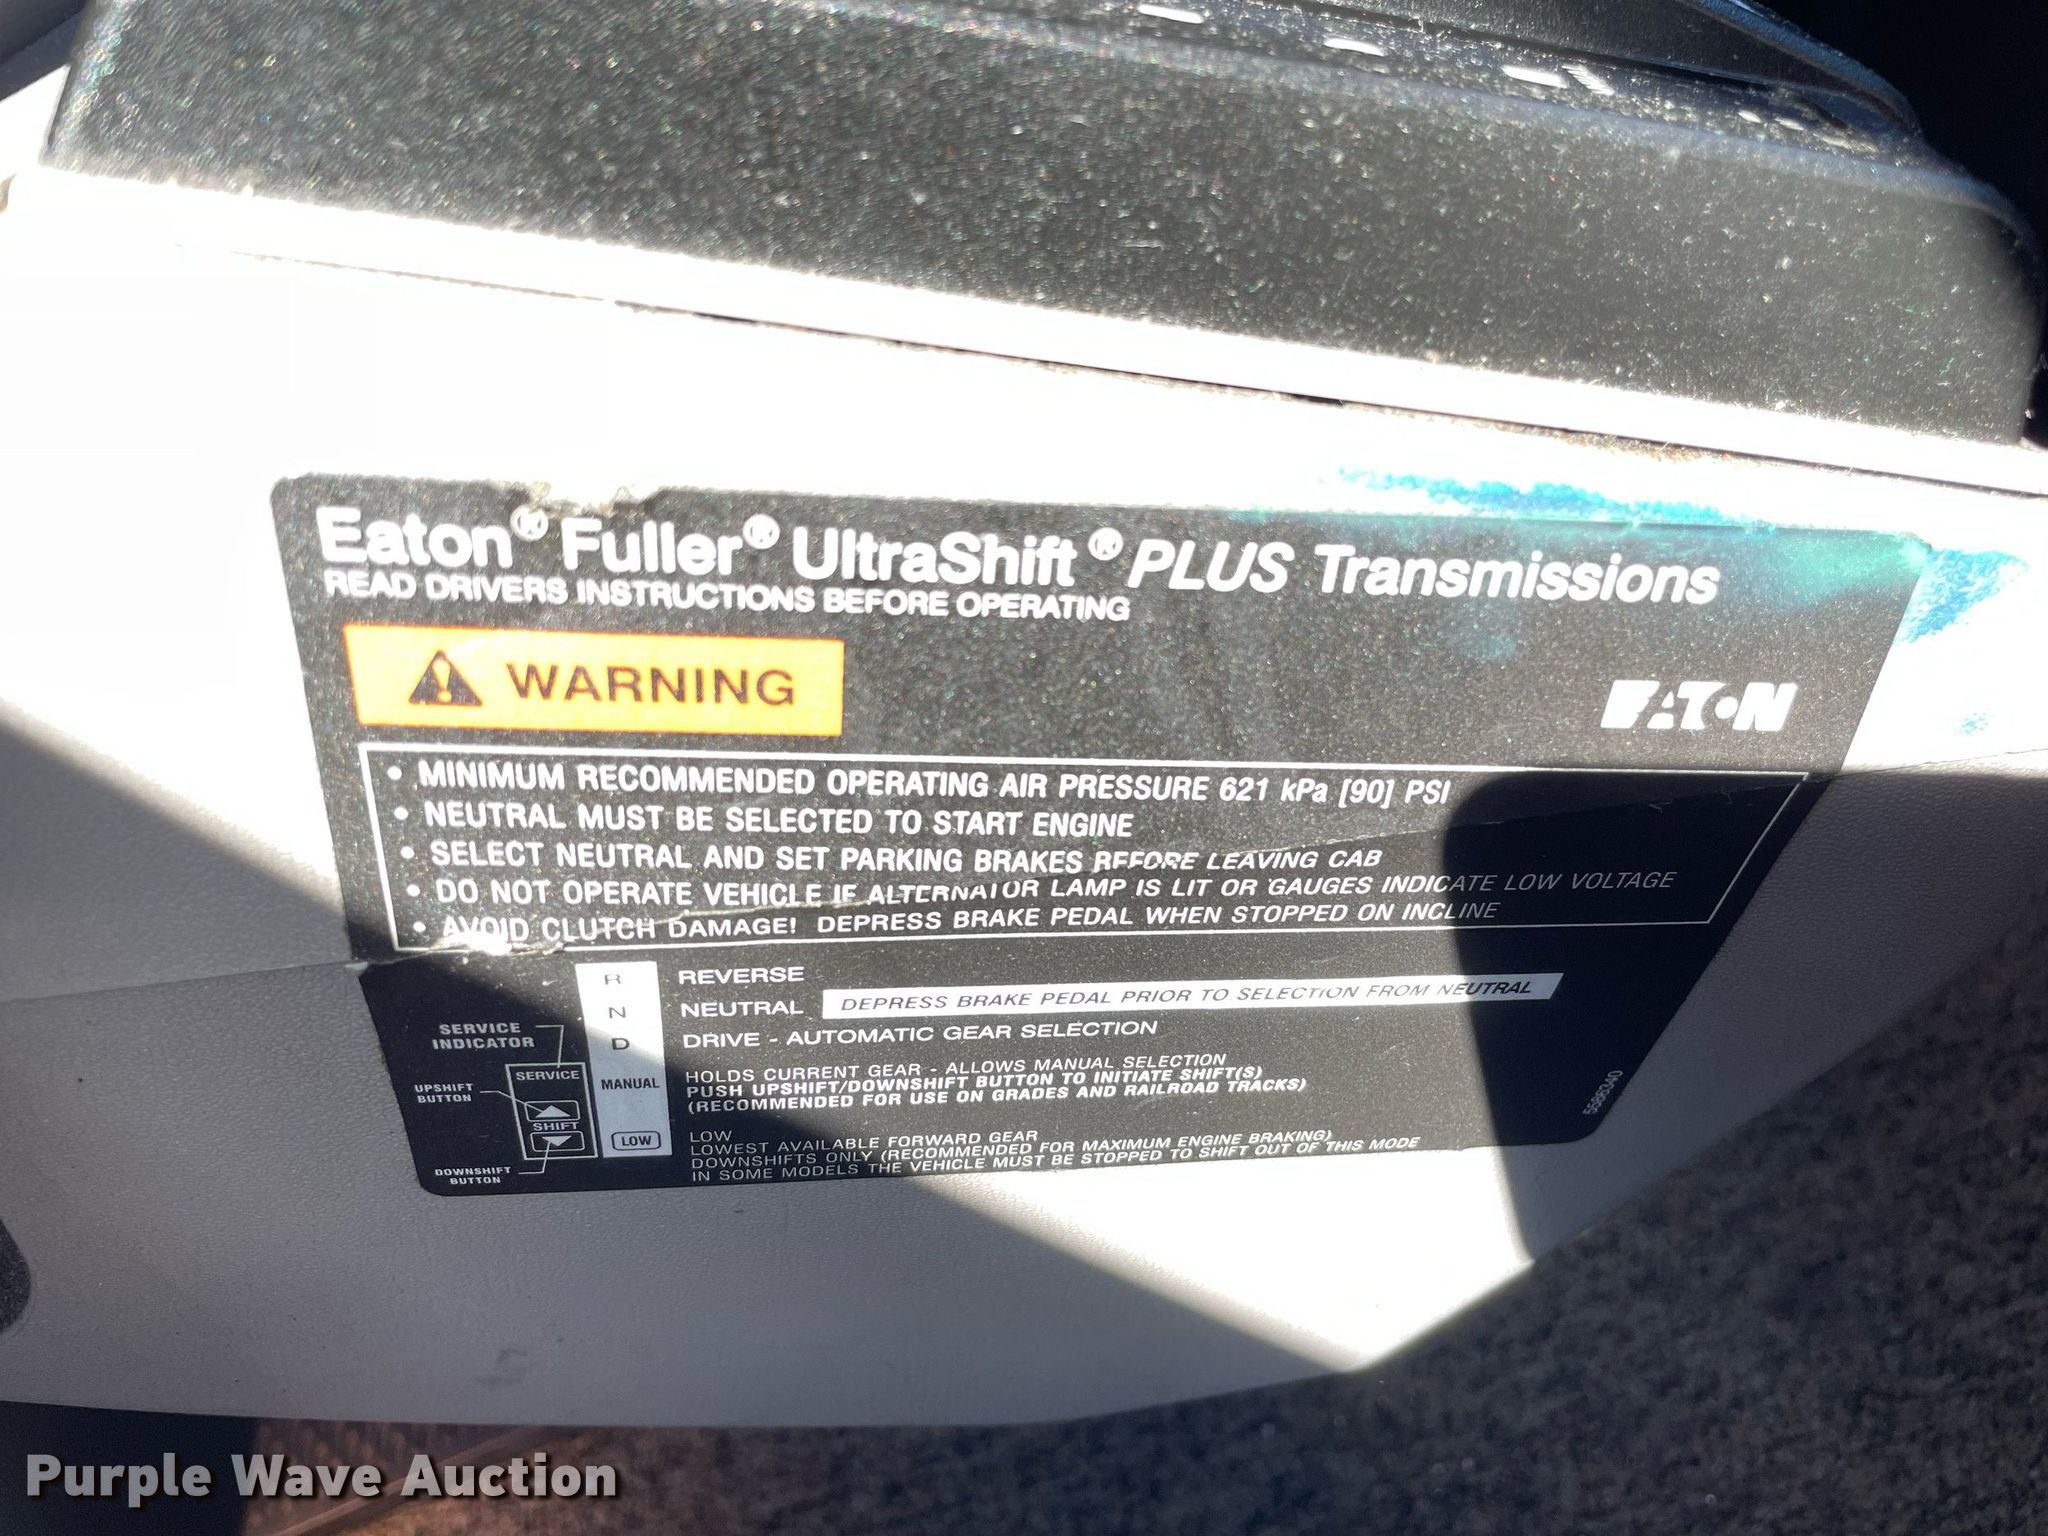 Eaton® Fuller® UltraShift® PLUS Transmissions
READ DRIVERS INSTRUCTIONS BEFORE OPERATING
WARNING
EATON
• MINIMUM RECOMMENDED OPERATING AIR PRESSURE 621 kPa [90] PSI
• NEUTRAL MUST BE SELECTED TO START ENGINE
• SELECT NEUTRAL AND SET PARKING BRAKES BEFORE LEAVING CAB
• DO NOT OPERATE VEHICLE IF ALTERNATOR LAMP IS LIT OR GAUGES INDICATE LOW VOLTAGE
• AVOID CLUTCH DAMAGE! DEPRESS BRAKE PEDAL WHEN STOPPED ON INCLINE
R REVERSE
N NEUTRAL DEPRESS BRAKE PEDAL PRIOR TO SELECTION FROM NEUTRAL
D DRIVE - AUTOMATIC GEAR SELECTION
SERVICE
INDICATOR
SERVICE
UPSHIFT
BUTTON
SHIFT
DOWNSHIFT
BUTTON
MANUAL
HOLDS CURRENT GEAR - ALLOWS MANUAL SELECTION
PUSH UPSHIFT/DOWNSHIFT BUTTON TO INITIATE SHIFT(S)
(RECOMMENDED FOR USE ON GRADES AND RAILROAD TRACKS)
LOW
LOW
LOWEST AVAILABLE FORWARD GEAR
DOWNSHIFTS ONLY (RECOMMENDED FOR MAXIMUM ENGINE BRAKING)
IN SOME MODELS THE VEHICLE MUST BE STOPPED TO SHIFT OUT OF THIS MODE
Purple Wave Auction